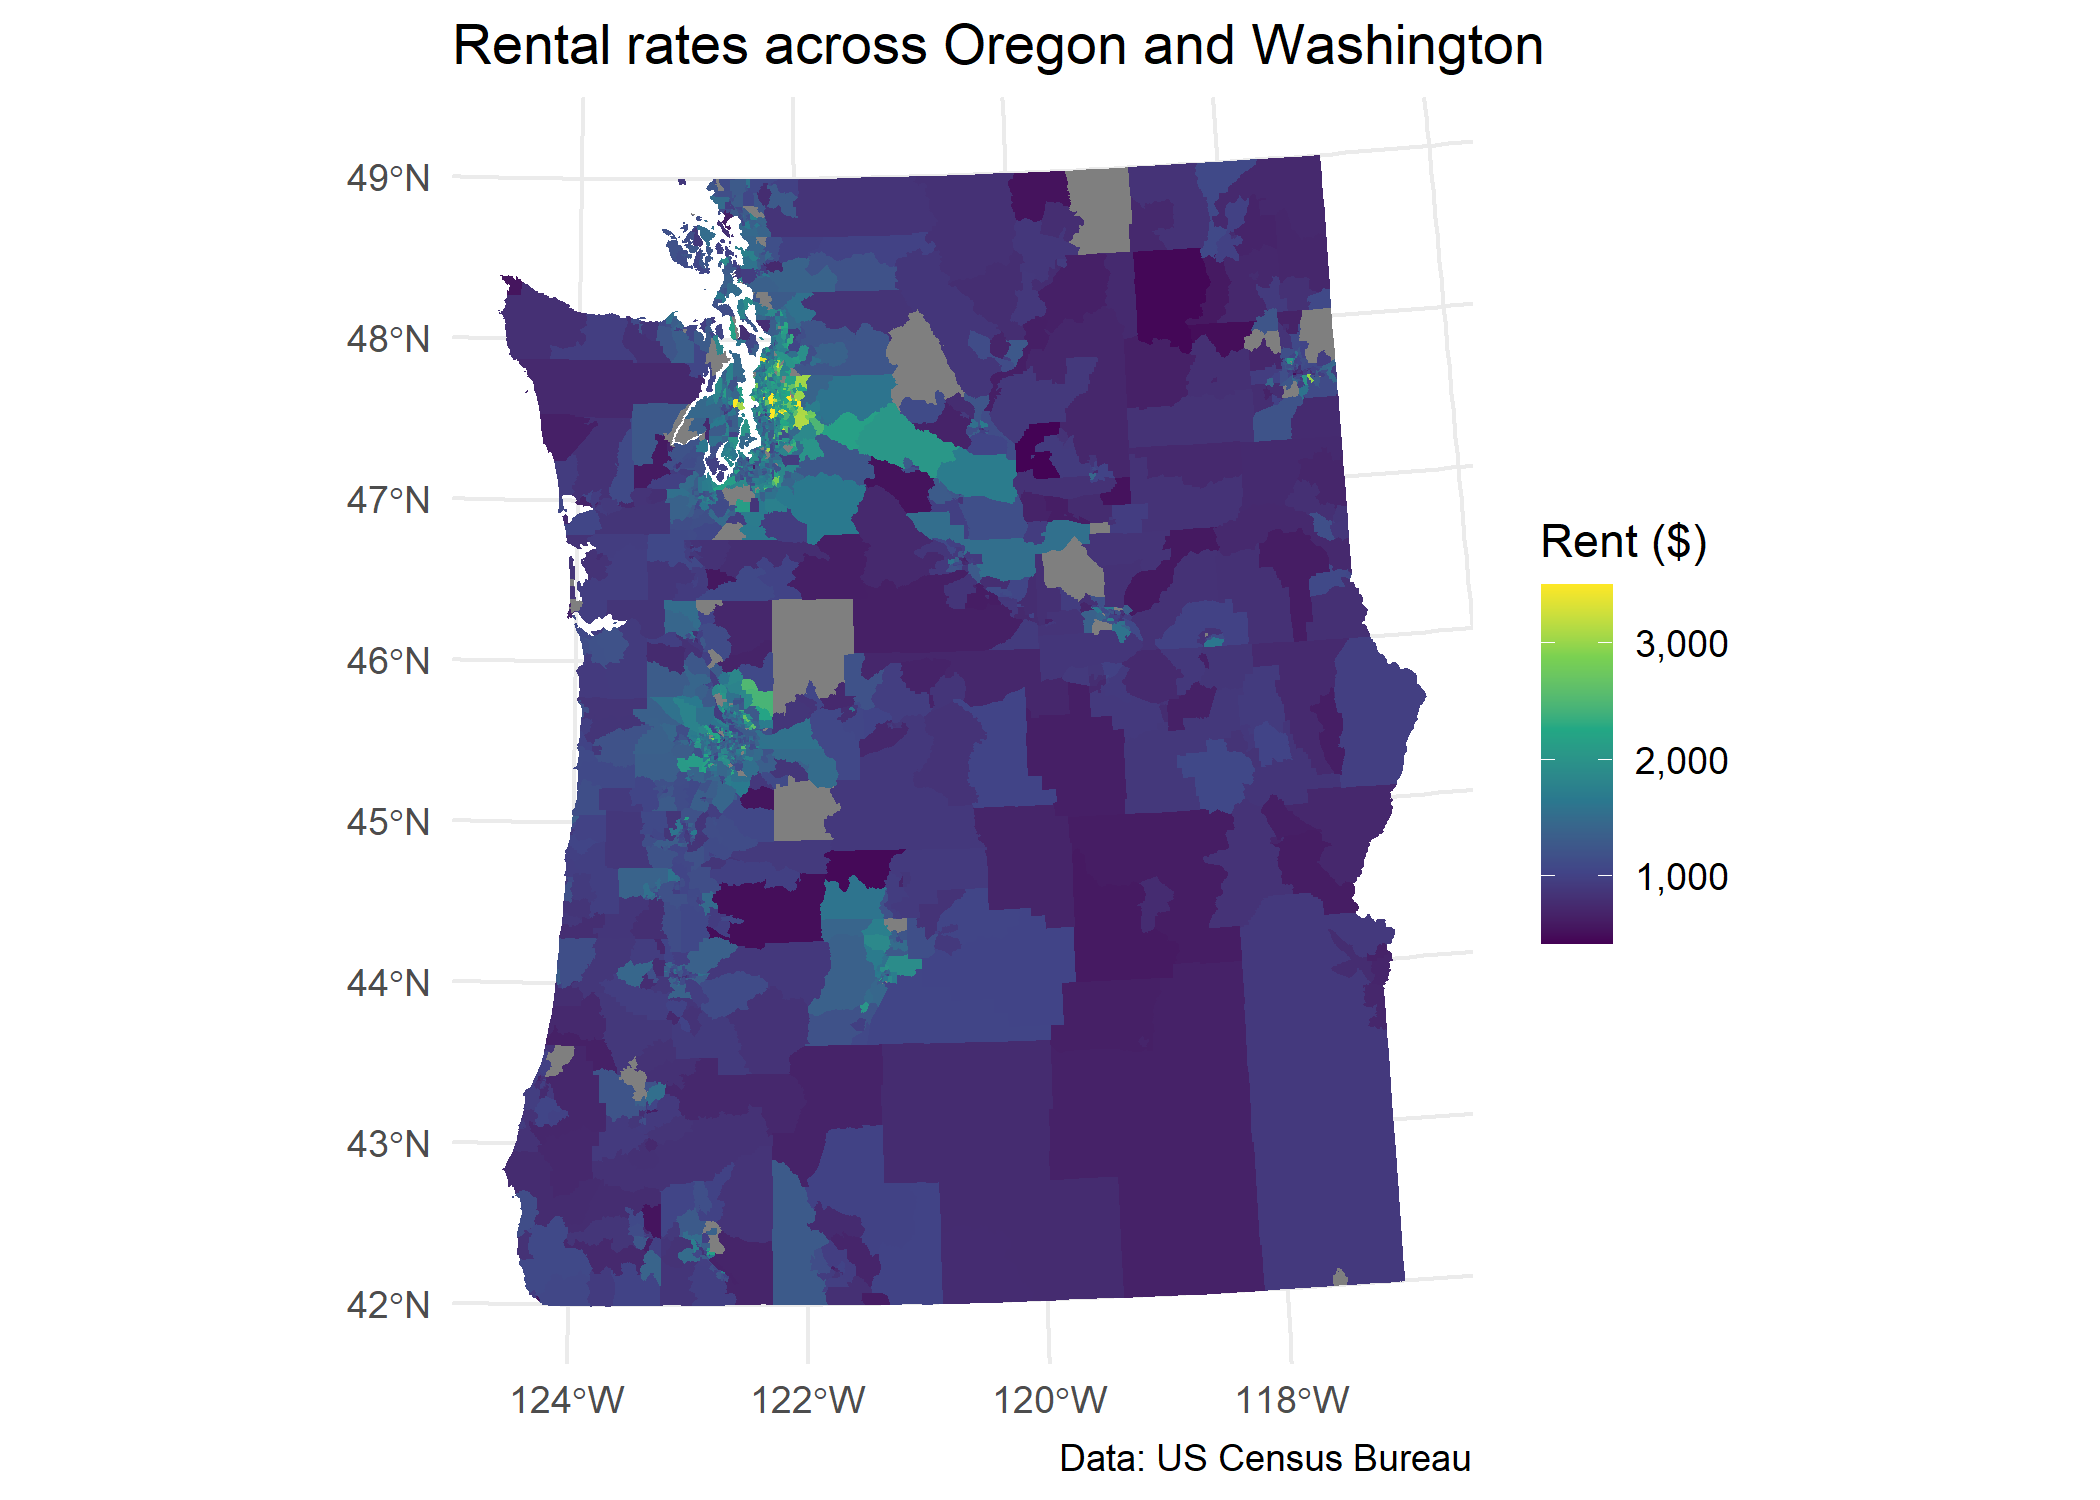 Rental rates across Oregon and Washington
49°N
48°N
47°N
46°N
45°N
44°N
43°N
42°N
124°W
122°W
120°W
118°W
Rent ($)
3,000
2,000
1,000
Data: US Census Bureau